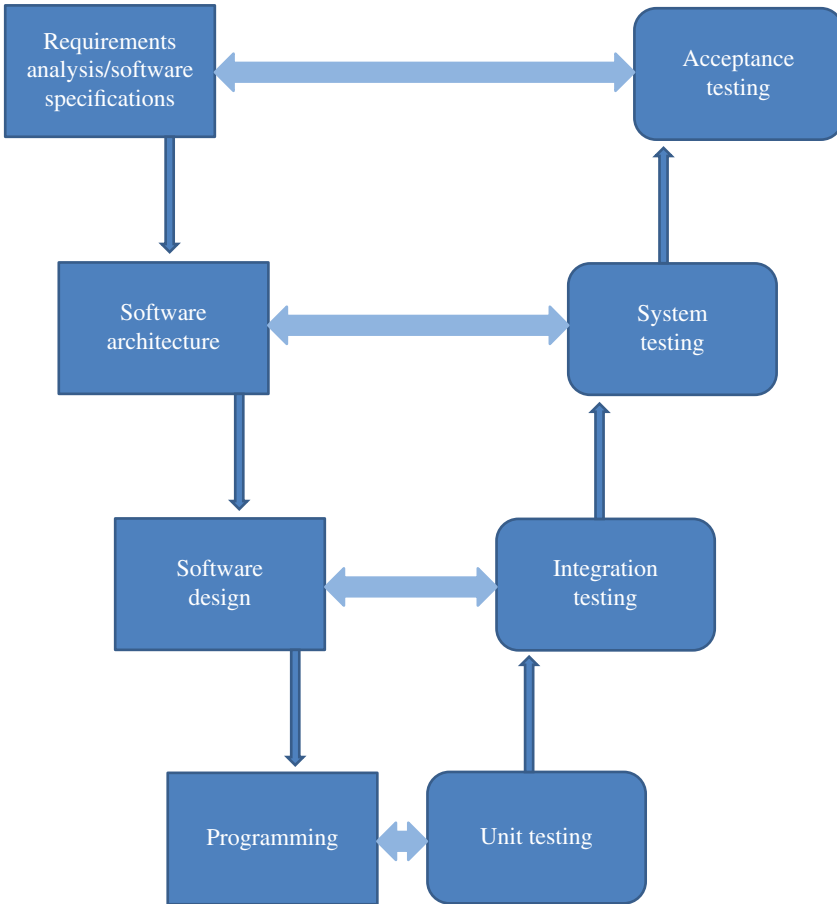 Requirements
analysis/software
specifications
Acceptance
testing
Software
architecture
System
testing
Software
design
Integration
testing
Programming
Unit testing